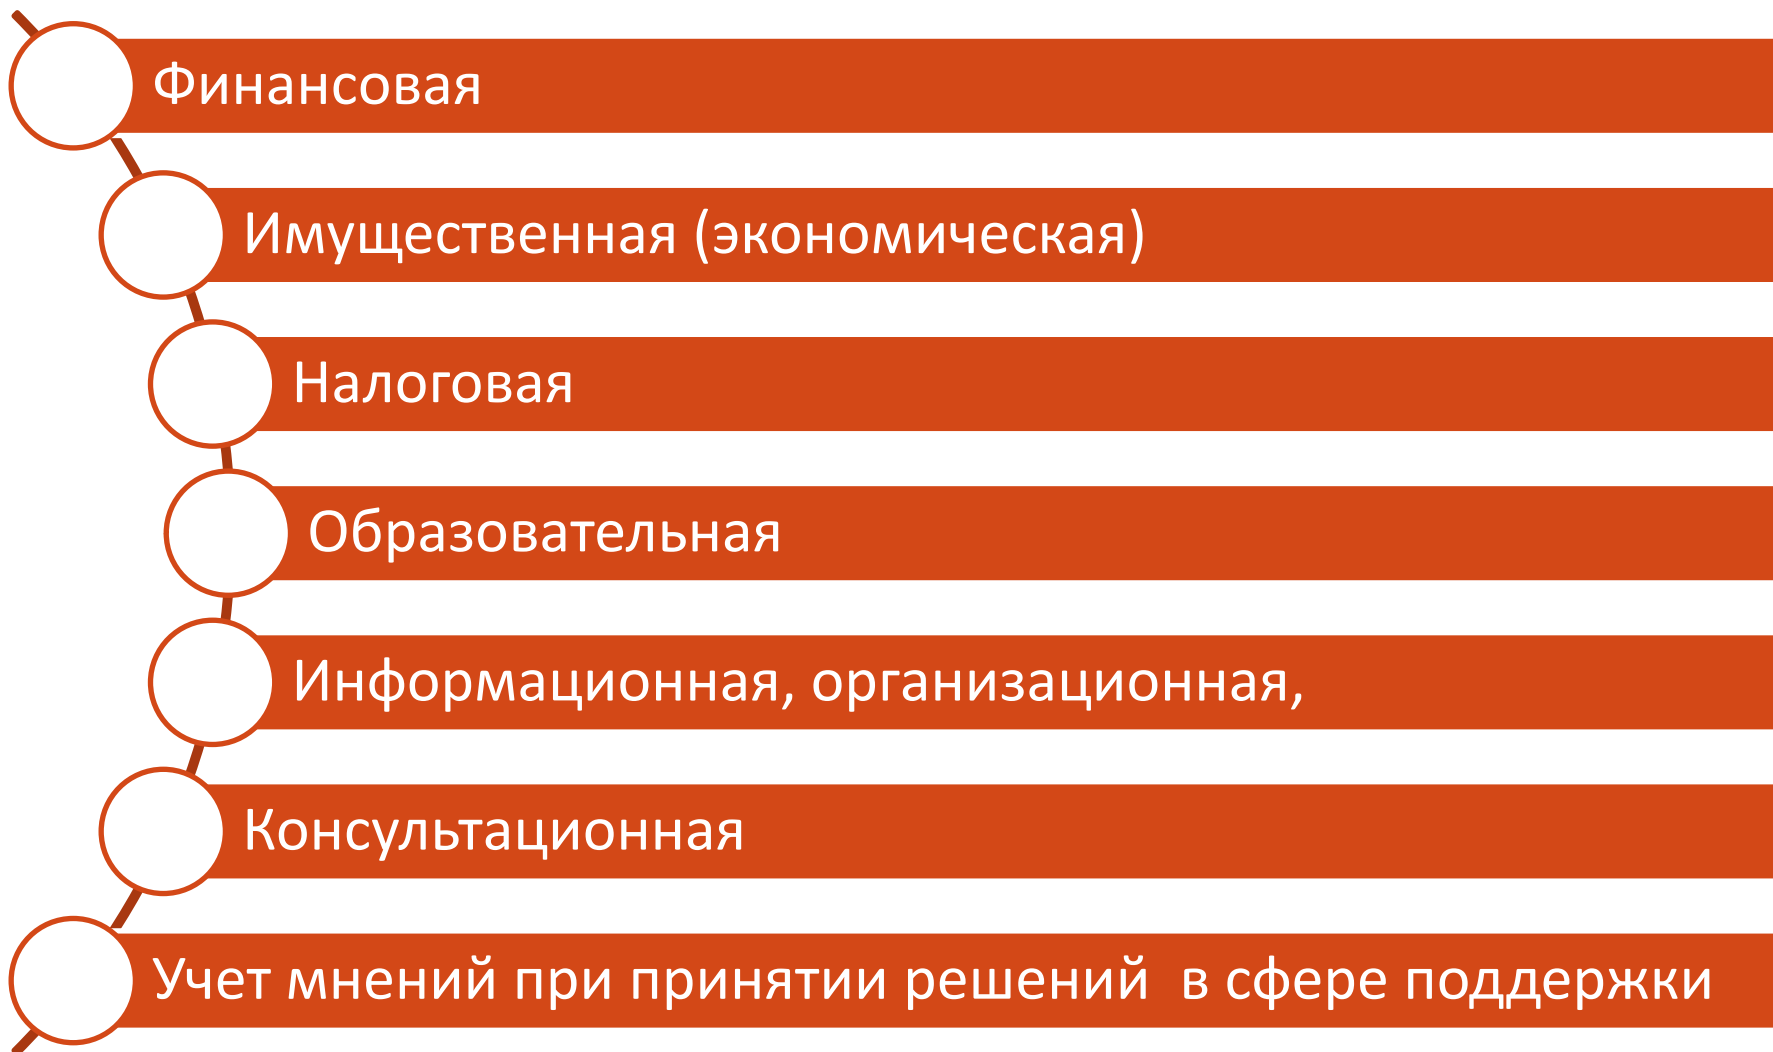 Финансовая
Имущественная (экономическая)
Налоговая
Образовательная
Информационная, организационная,
Консультационная
Учет мнений при принятии решений  в сфере поддержки